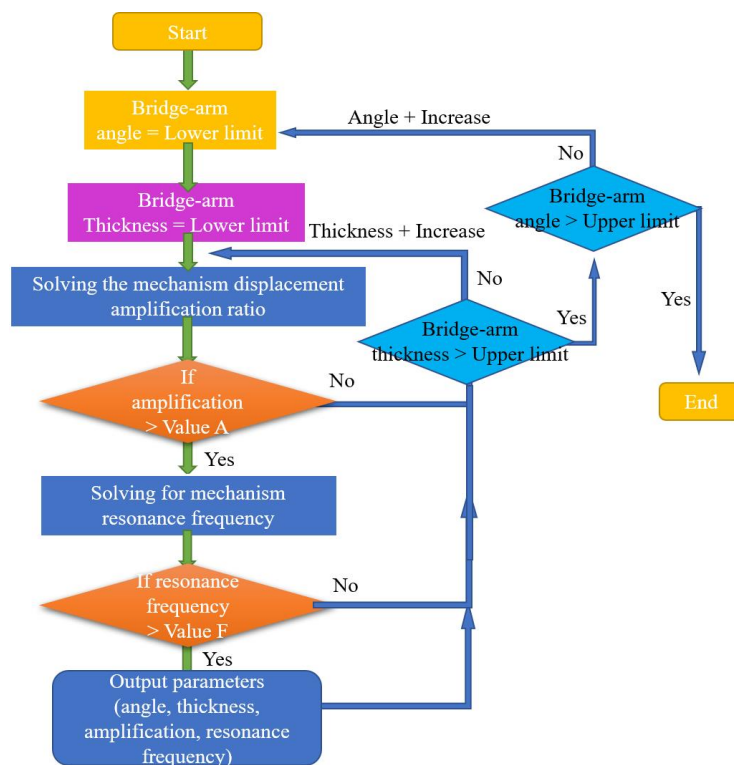 Start
Bridge-arm
angle = Lower limit
Angle + Increase
No
Bridge-arm
angle > Upper limit
Bridge-arm
Thickness = Lower limit
Thickness + Increase
No
Yes
Solving the mechanism displacement
amplification ratio
Bridge-arm
thickness > Upper limit
Yes
End
If
amplification
> Value A
No
Yes
Solving for mechanism
resonance frequency
If resonance
frequency
> Value F
No
Yes
Output parameters
(angle, thickness,
amplification, resonance
frequency)